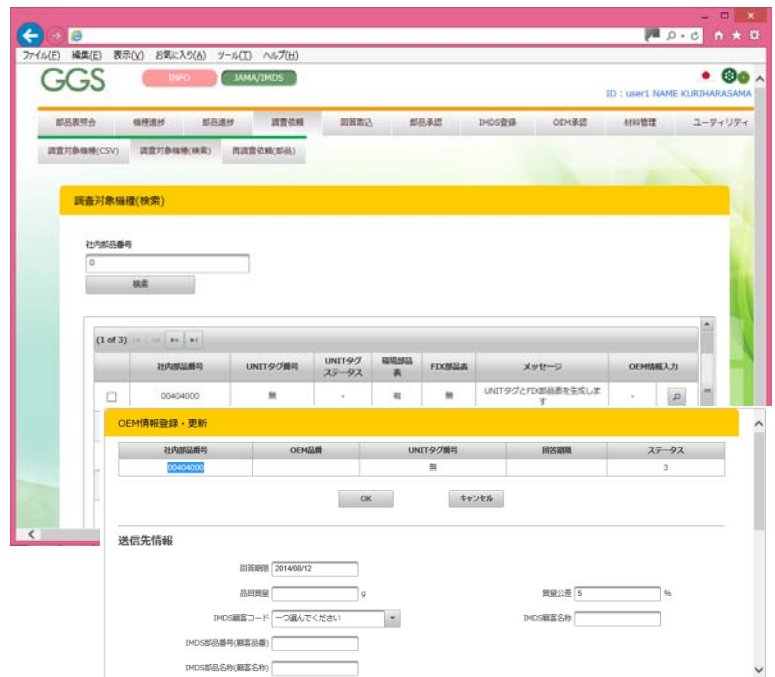 ファイル(F) 編集(E) 表示(V) お気に入り(A) ツール(T) ヘルプ(H)
GGS INFO JAMA/IMDS
ID : user1 NAME KURIHARASAMA
部品表照会 機種進捗 部品進捗 調査依頼 回答取込 部品承認 IMDS登録 OEM承認 材料管理 ユーティリティ
調査対象機種(CSV) 調査対象機種(検索) 再調査依頼(部品)
調査対象機種(検索)
社内部品番号
0
検索
(1 of 3)
社内部品番号 UNITタグ番号 UNITタグステータス 環境部品表 FIX部品表 メッセージ OEM情報入力
00404000 無 - 有 無 UNITタグとFIX部品表を生成します -
OEM情報登録・更新
社内部品番号 OEM品番 UNITタグ番号 回答期限 ステータス
00404000 無 3
OK キャンセル
送信先情報
回答期限 2014/08/12
品目質量 g 質量公差 5 %
IMDS顧客コード 一つ選んでください IMDS顧客名称
IMDS部品番号(顧客品番)
IMDS部品名称(顧客名称)